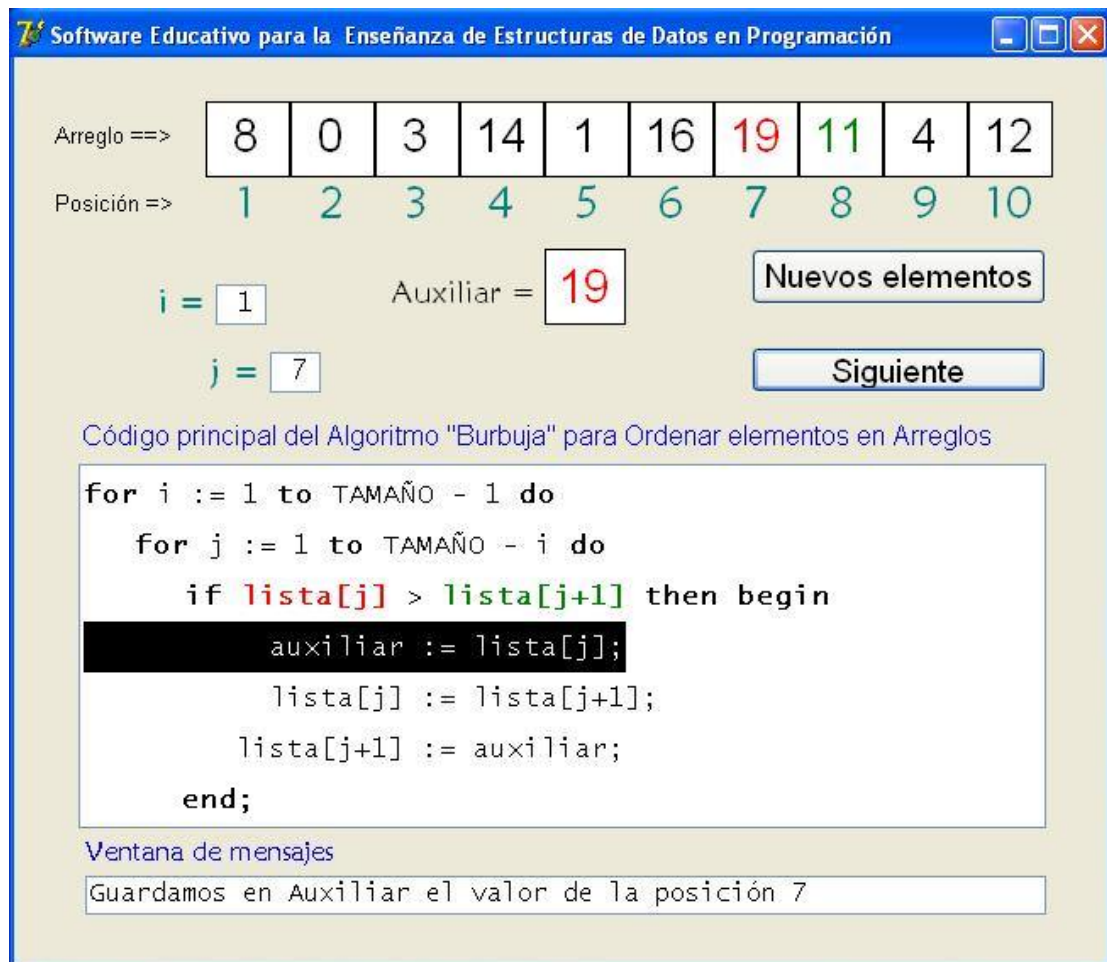 Software Educativo para la Enseñanza de Estructuras de Datos en Programación
Arreglo ==> 8 0 3 14 1 16 19 11 4 12
Posición => 1 2 3 4 5 6 7 8 9 10
i = 1 Auxiliar = 19 Nuevos elementos
j = 7 Siguiente
Código principal del Algoritmo "Burbuja" para Ordenar elementos en Arreglos
for i := 1 to TAMAÑO - 1 do
for j := 1 to TAMAÑO - i do
if lista[j] > lista[j+1] then begin
auxiliar := lista[j];
lista[j] := lista[j+1];
lista[j+1] := auxiliar;
end;
Ventana de mensajes
Guardamos en Auxiliar el valor de la posición 7